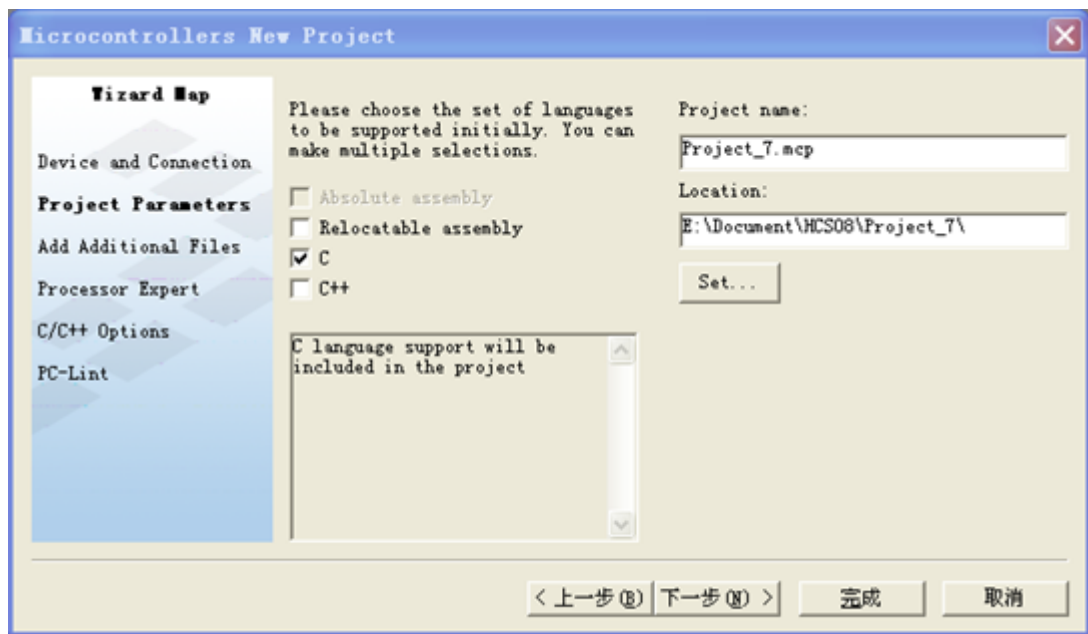 Microcontrollers New Project
Wizard Map
Device and Connection
Project Parameters
Add Additional Files
Processor Expert
C/C++ Options
PC-Lint
Please choose the set of languages
to be supported initially. You can
make multiple selections.
Absolute assembly
Relocatable assembly
C
C++
C language support will be
included in the project
Project name:
Project_7.mcp
Location:
E:\Document\HCS08\Project_7\
Set...
< 上一步(B)
下一步(N) >
完成
取消